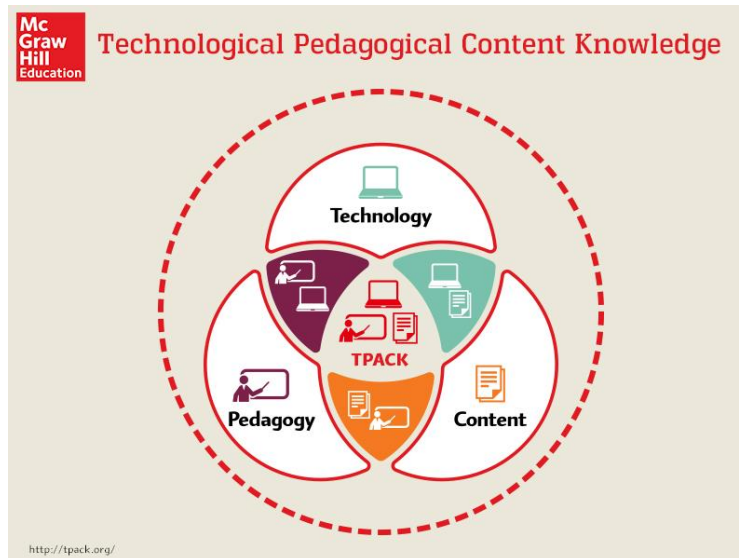 Mc
Graw
Hill
Education
Technological Pedagogical Content Knowledge
Technology
TPACK
Pedagogy
Content
http://tpack.org/